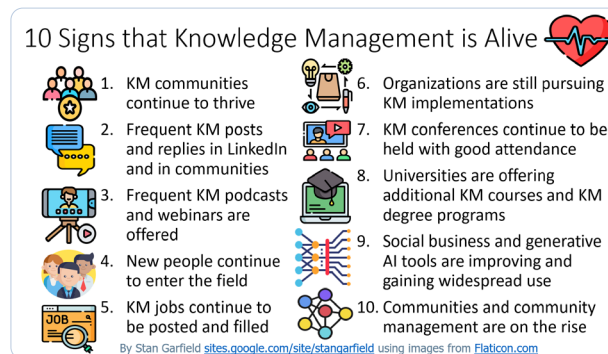 10 Signs that Knowledge Management is Alive
1. KM communities
continue to thrive
2. Frequent KM posts
and replies in LinkedIn
and in communities
3. Frequent KM podcasts
and webinars are
offered
4. New people continue
to enter the field
5. KM jobs continue to
be posted and filled
JOB
6. Organizations are still pursuing
KM implementations
7. KM conferences continue to be
held with good attendance
8. Universities are offering
additional KM courses and KM
degree programs
9. Social business and generative
AI tools are improving and
gaining widespread use
10. Communities and community
management are on the rise
By Stan Garfield sites.google.com/site/stangarfield using images from Flaticon.com